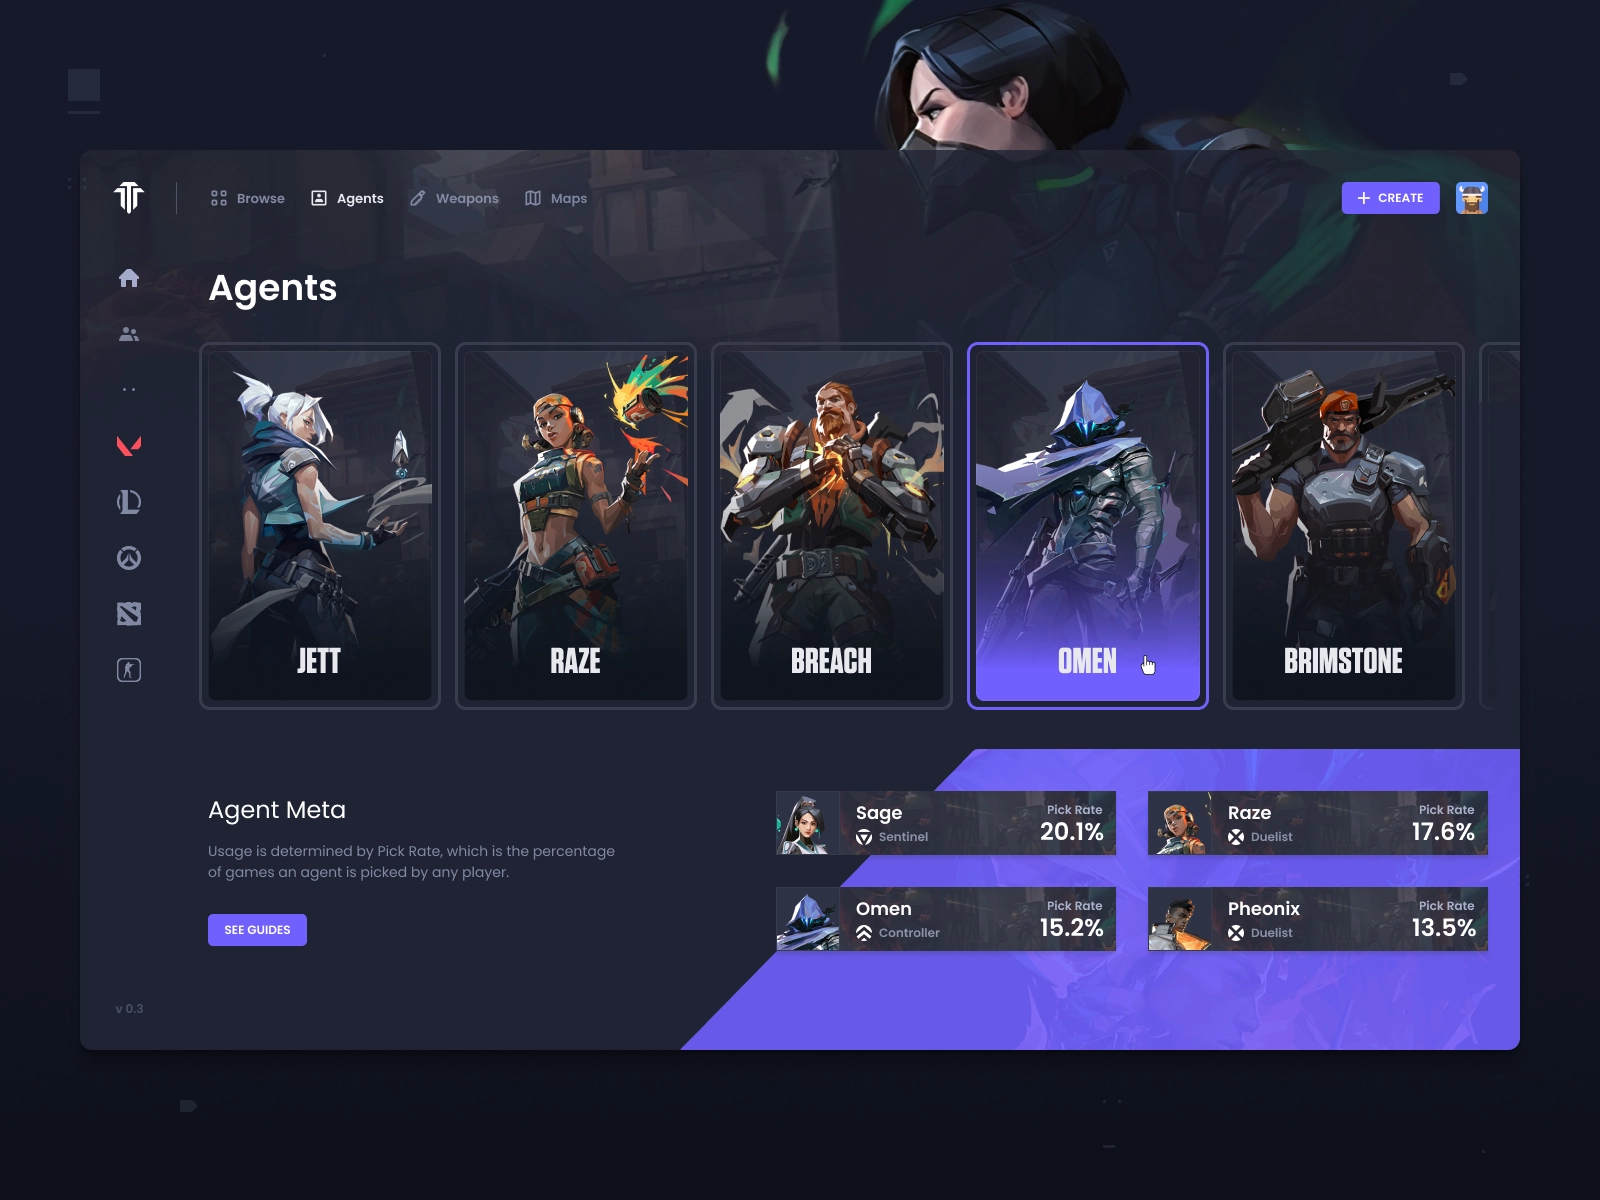 Browse
Agents
Weapons
Maps
CREATE
Agents
JETT
RAZE
BREACH
OMEN
BRIMSTONE
Agent Meta
Usage is determined by Pick Rate, which is the percentage
of games an agent is picked by any player.
SEE GUIDES
Sage
Sentinel
Pick Rate
20.1%
Raze
Duelist
Pick Rate
17.6%
Omen
Controller
Pick Rate
15.2%
Pheonix
Duelist
Pick Rate
13.5%
v 0.3